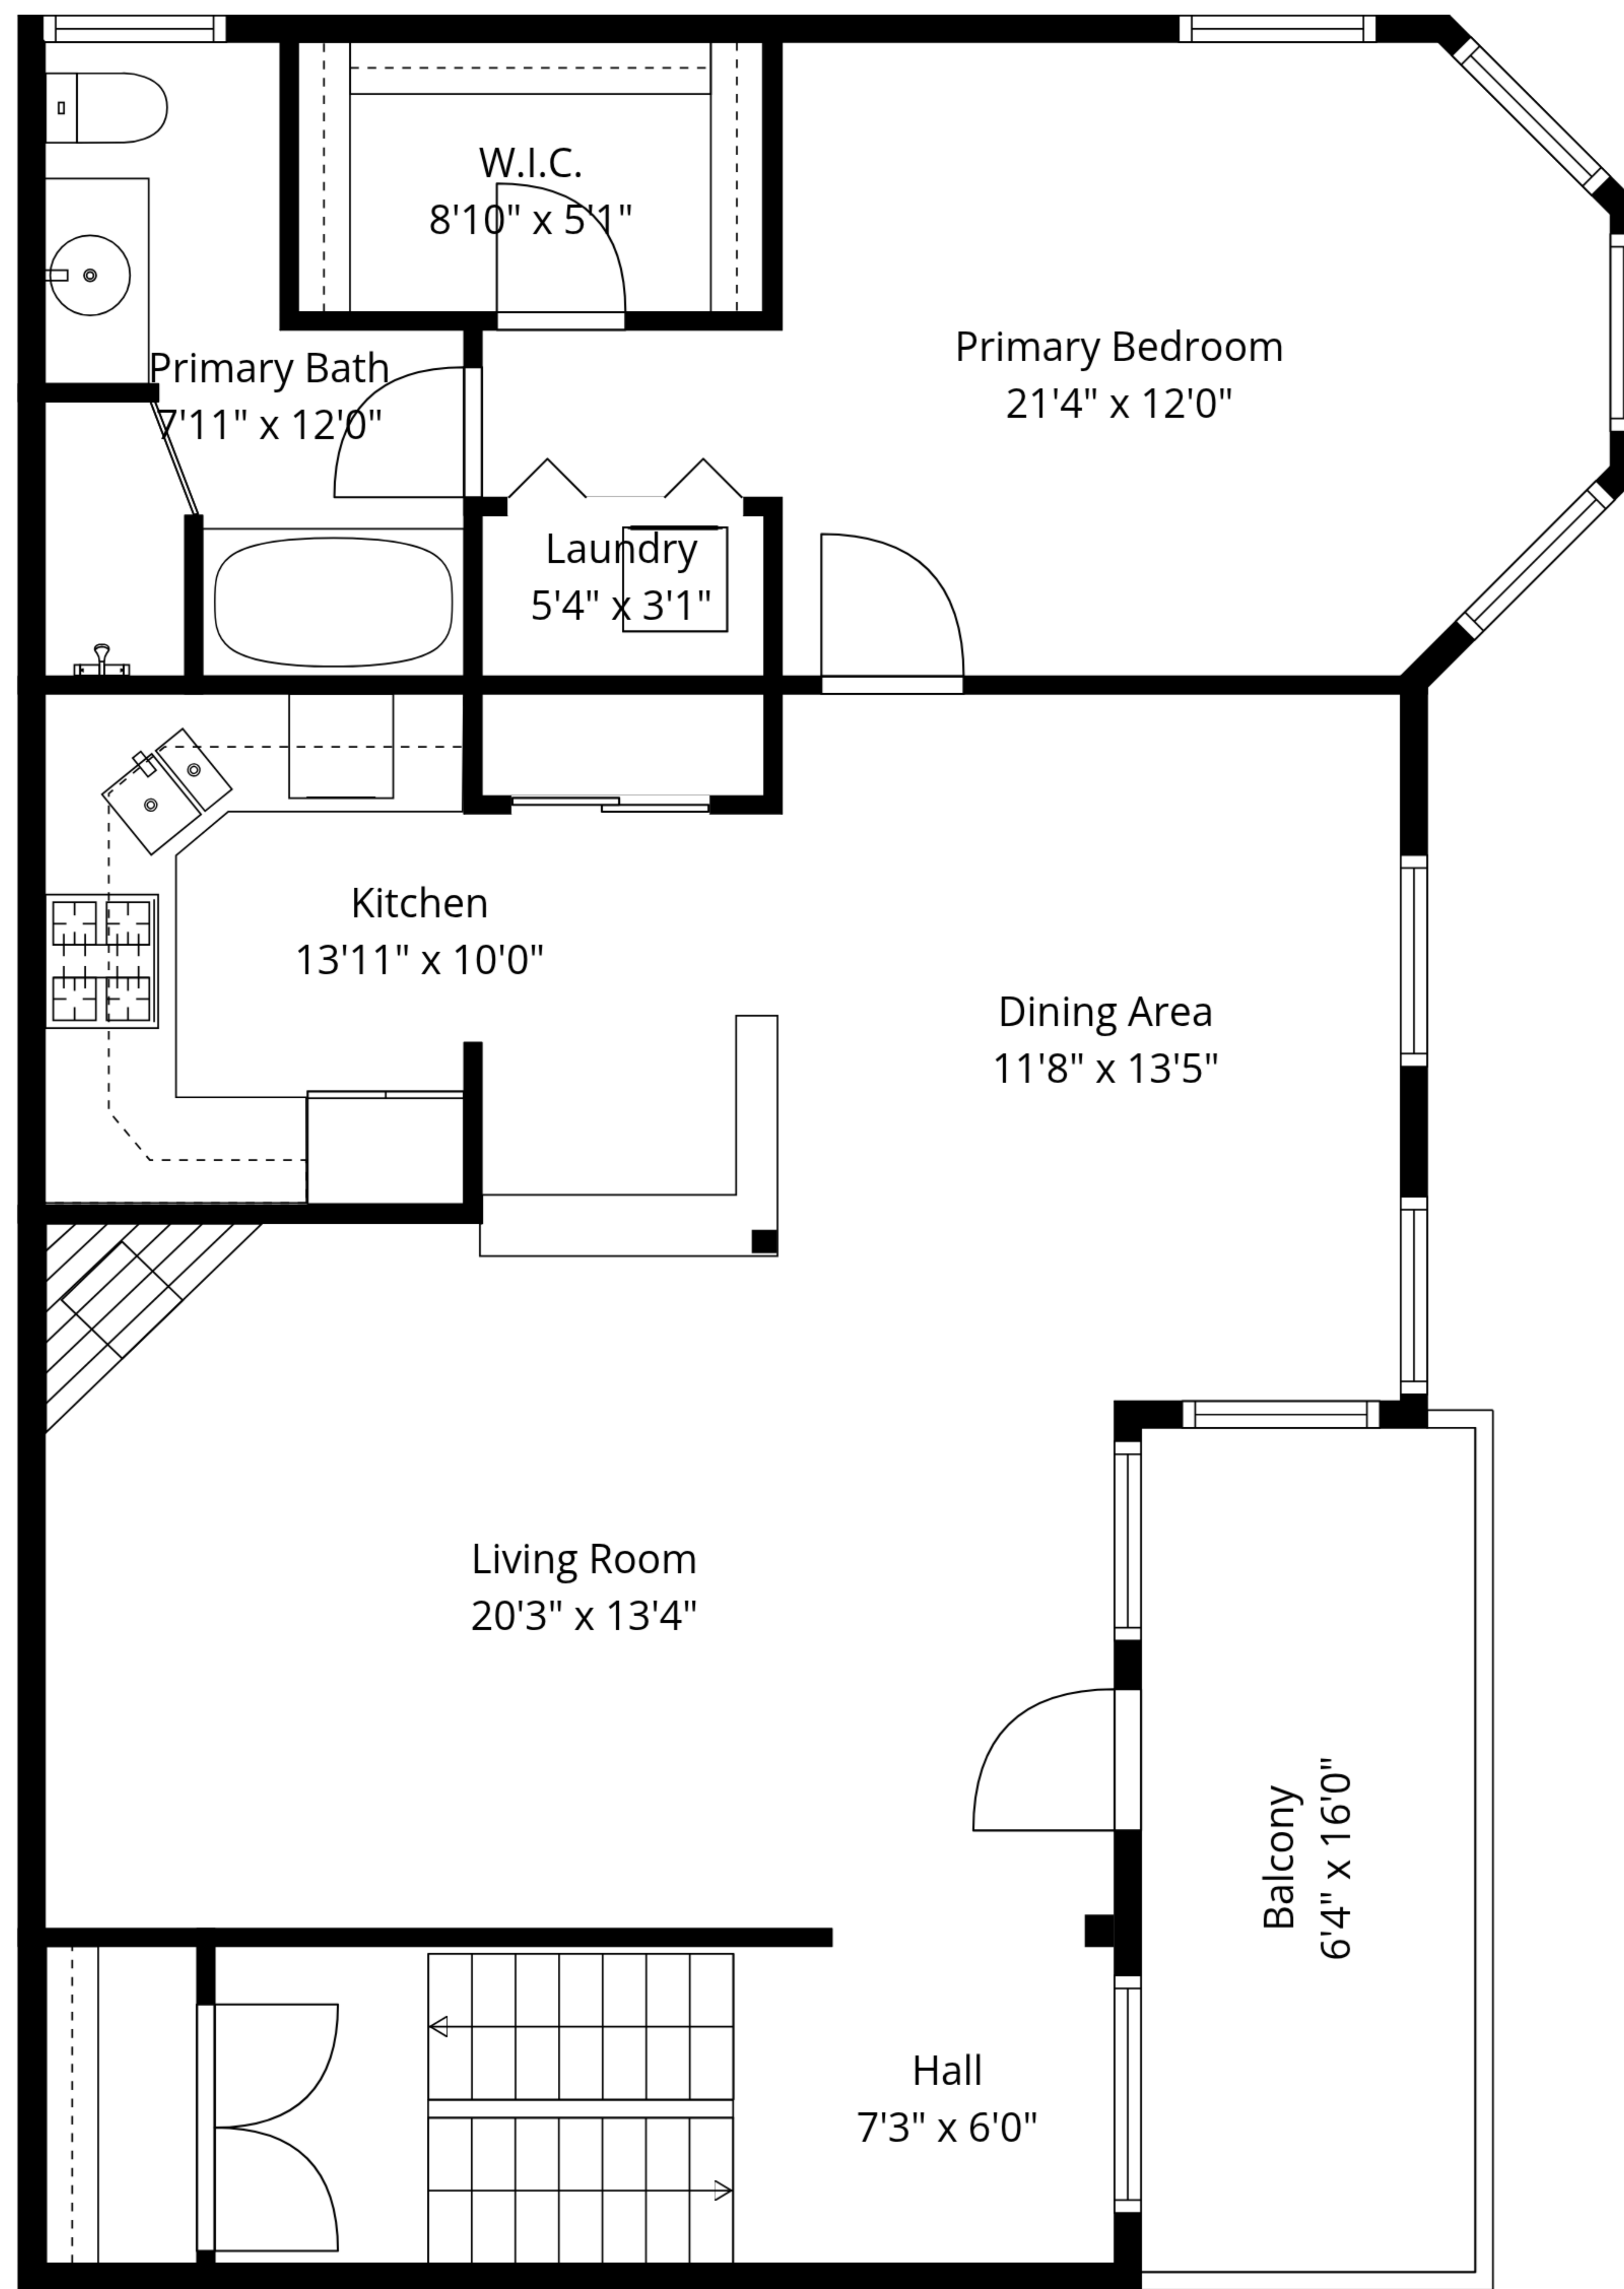 W.I.C.
8'10" x 5'1"
Primary Bedroom
21'4" x 12'0"
Primary Bath
7'11" x 12'0"
Laundry
5'4" x 3'1"
Kitchen
13'11" x 10'0"
Dining Area
11'8" x 13'5"
Living Room
20'3" x 13'4"
Balcony
6'4" x 16'0"
Hall
7'3" x 6'0"